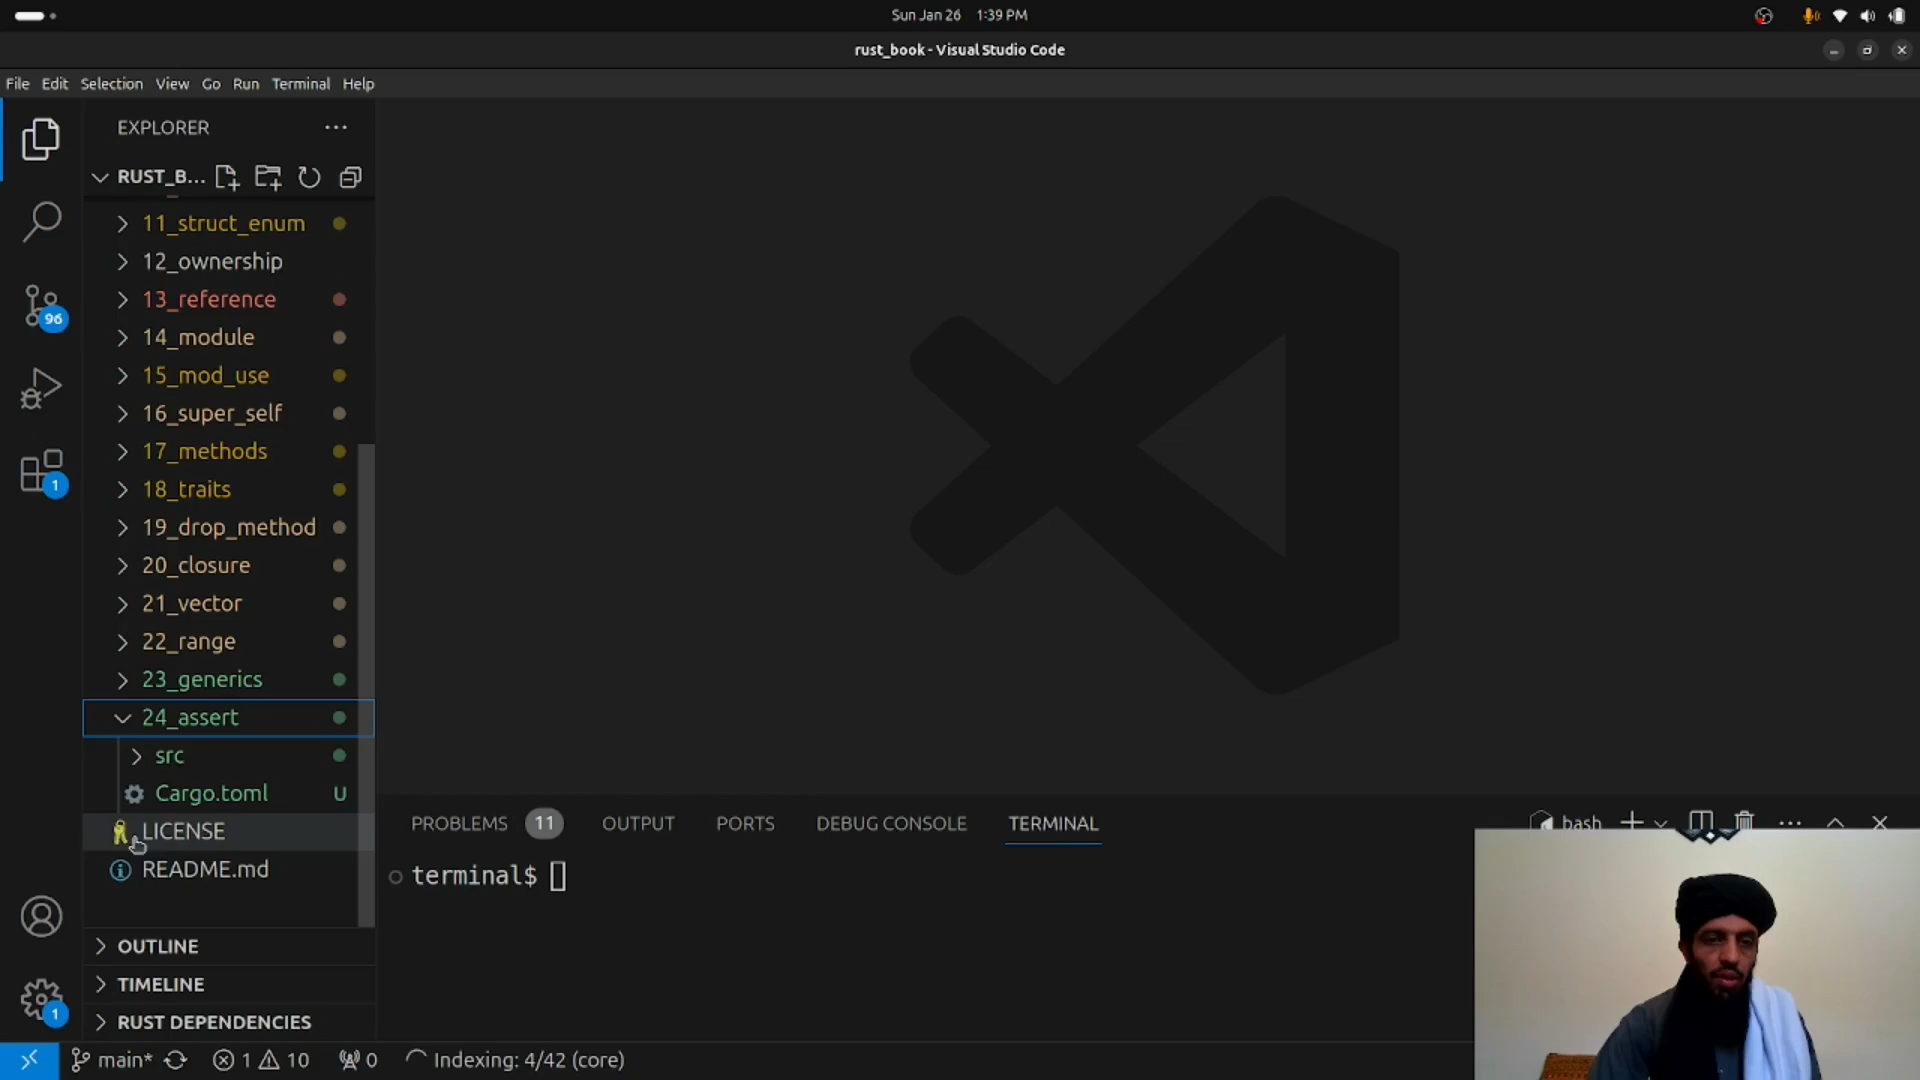 Sun Jan 26 1:39 PM
rust_book - Visual Studio Code
File Edit Selection View Go Run Terminal Help
EXPLORER
RUST_B...
11_struct_enum
12_ownership
13_reference
14_module
15_mod_use
16_super_self
17_methods
18_traits
19_drop_method
20_closure
21_vector
22_range
23_generics
24_assert
src
Cargo.toml U
LICENSE
README.md
OUTLINE
TIMELINE
RUST DEPENDENCIES
96
1
1
PROBLEMS 11 OUTPUT PORTS DEBUG CONSOLE TERMINAL
bash
terminal$
main* 1 10 0 Indexing: 4/42 (core)